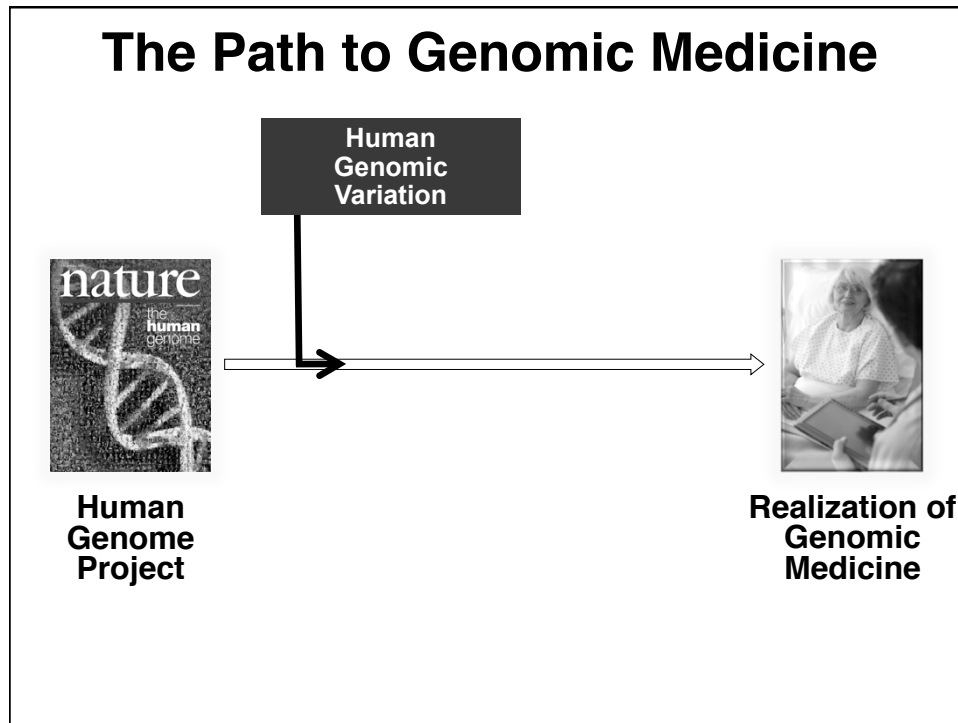 The Path to Genomic Medicine
Human
Genomic
Variation
nature
the
human
genome
Human
Genome
Project
Realization of
Genomic
Medicine